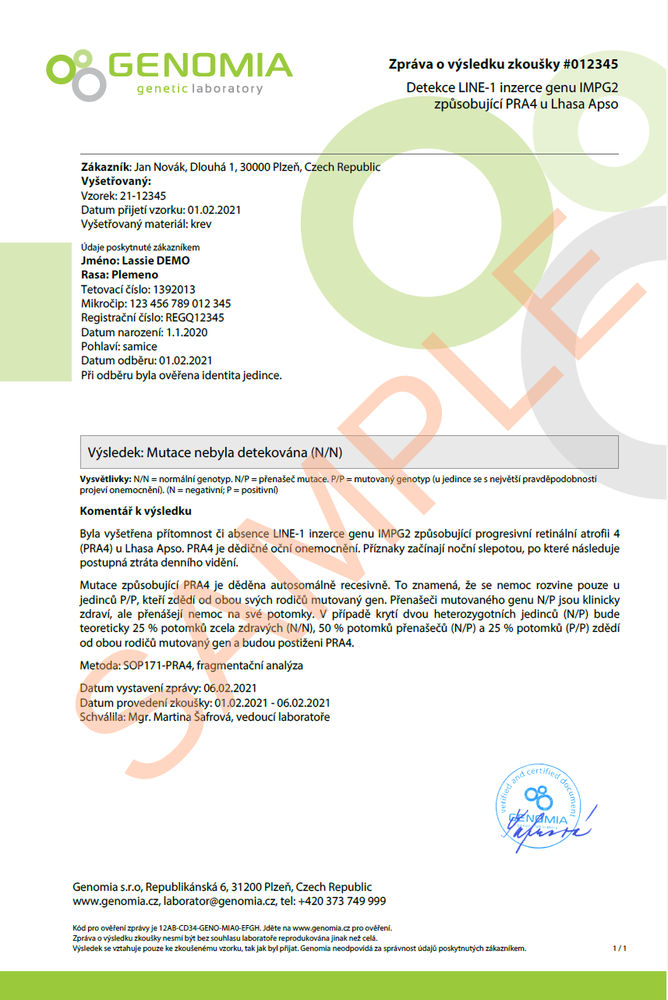 GENOMIA
genetic laboratory
Zpráva o výsledku zkoušky #012345
Detekce LINE-1 inzerce genu IMPG2
způsobující PRA4 u Lhasa Apso
Zákazník: Jan Novák, Dlouhá 1, 30000 Plzeň, Czech Republic
Vyšetřovaný:
Vzorek: 21-12345
Datum přijetí vzorku: 01.02.2021
Vyšetřovaný materiál: krev
Údaje poskytnuté zákazníkem
Jméno: Lassie DEMO
Rasa: Plemeno
Tetovací číslo: 1392013
Mikročip: 123 456 789 012 345
Registrační číslo: REGQ12345
Datum narození: 1.1.2020
Pohlaví: samice
Datum odběru: 01.02.2021
Při odběru byla ověřena identita jedince.
SAMPLE
Výsledek: Mutace nebyla detekována (N/N)
Vysvětlivky: N/N = normální genotyp. N/P = přenašeč mutace. P/P = mutovaný genotyp (u jedince se s největší pravděpodobností
projeví onemocnění). (N = negativní; P = positivní)
Komentář k výsledku
Byla vyšetřena přítomnost či absence LINE-1 inzerce genu IMPG2 způsobující progresivní retinální atrofii 4
(PRA4) u Lhasa Apso. PRA4 je dědičné oční onemocnění. Příznaky začínají noční slepotou, po které následuje
postupná ztráta denního vidění.
Mutace způsobující PRA4 je děděna autosomálně recesivně. To znamená, že se nemoc rozvine pouze u
jedinců P/P, kteří zdědí od obou svých rodičů mutovaný gen. Přenašeči mutovaného genu N/P jsou klinicky
zdraví, ale přenášejí nemoc na své potomky. V případě krytí dvou heterozygotních jedinců (N/P) bude
teoreticky 25 % potomků zcela zdravých (N/N), 50 % potomků přenašečů (N/P) a 25 % potomků (P/P) zdědí
od obou rodičů mutovaný gen a budou postiženi PRA4.
Metoda: SOP171-PRA4, fragmentační analýza
Datum vystavení zprávy: 06.02.2021
Datum provedení zkoušky: 01.02.2021 - 06.02.2021
Schválila: Mgr. Martina Šafrová, vedoucí laboratoře
verified and certified document
GENOMIA
genetic laboratory
Genomia s.r.o, Republikánská 6, 31200 Plzeň, Czech Republic
www.genomia.cz, laborator@genomia.cz, tel: +420 373 749 999
Kód pro ověření zprávy je 12AB-CD34-GENO-MIA0-EFGH. Jděte na www.genomia.cz pro ověření.
Zpráva o výsledku zkoušky nesmí být bez souhlasu laboratoře reprodukována jinak než celá.
Výsledek se vztahuje pouze ke zkoušenému vzorku, tak jak byl přijat. Genomia neodpovídá za správnost údajů poskytnutých zákazníkem.
1 / 1